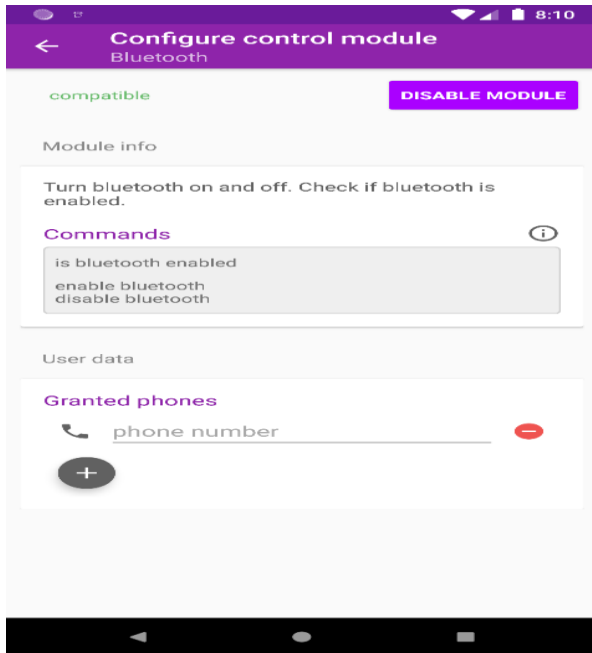 8:10
Configure control module
Bluetooth
compatible
DISABLE MODULE
Module info
Turn bluetooth on and off. Check if bluetooth is
enabled.
Commands
is bluetooth enabled
enable bluetooth
disable bluetooth
User data
Granted phones
phone number